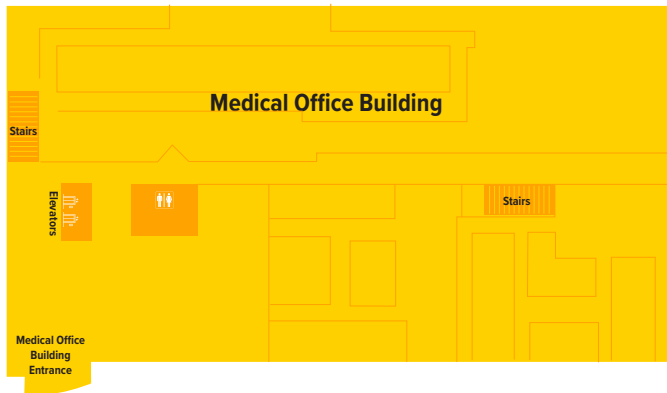 Medical Office Building
Stairs
Elevators
Stairs
Medical Office
Building
Entrance